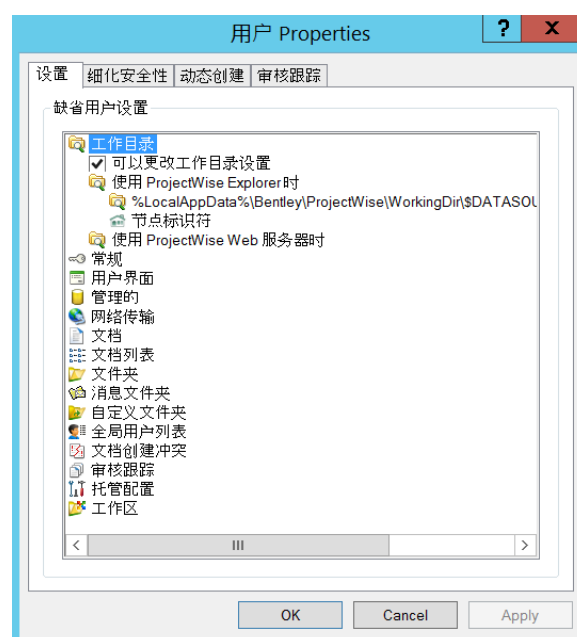 用户 Properties
? x
设置 细化安全性 动态创建 审核跟踪
缺省用户设置
工作目录
可以更改工作目录设置
使用 ProjectWise Explorer时
%LocalAppData%\Bentley\ProjectWise\WorkingDir\$DATASOU
节点标识符
使用 ProjectWise Web 服务器时
常规
用户界面
管理的
网络传输
文档
文档列表
文件夹
消息文件夹
自定义文件夹
全局用户列表
文档创建冲突
审核跟踪
托管配置
工作区
OK Cancel Apply